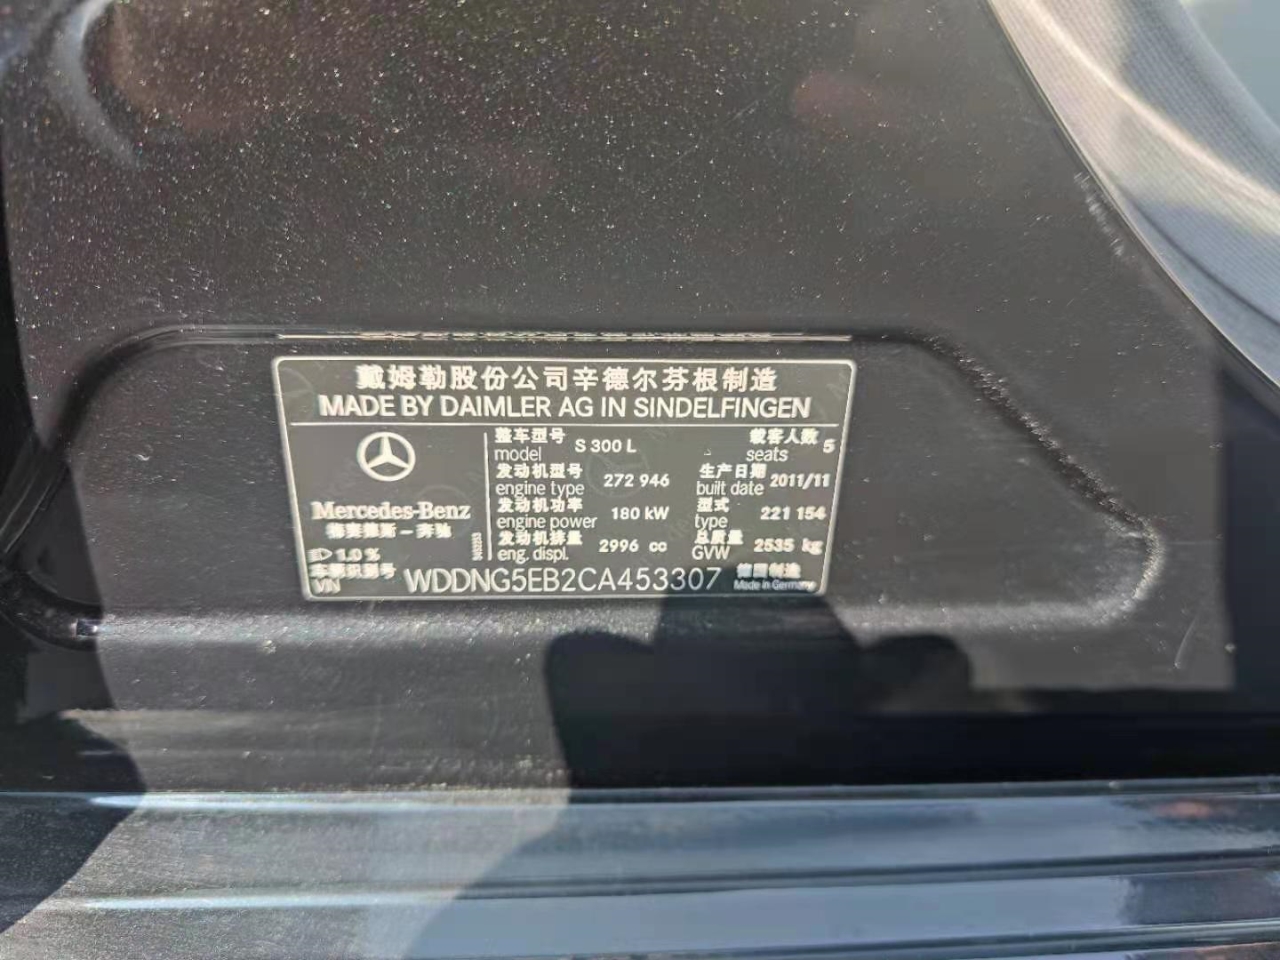 戴姆勒股份公司辛德尔芬根制造
MADE BY DAIMLER AG IN SINDELFINGEN
整车型号 model S 300 L 载客人数 seats 5
发动机型号 engine type 272 946 生产日期 built date 2011/11
发动机功率 engine power 180 kW 型式 type 221 154
发动机排量 eng. displ. 2996 cc 总质量 GVW 2535 kg
Mercedes-Benz
梅赛德斯－奔驰
1.0 %
车辆识别号 VIN WDDNG5EB2CA453307 德国制造 Made in Germany